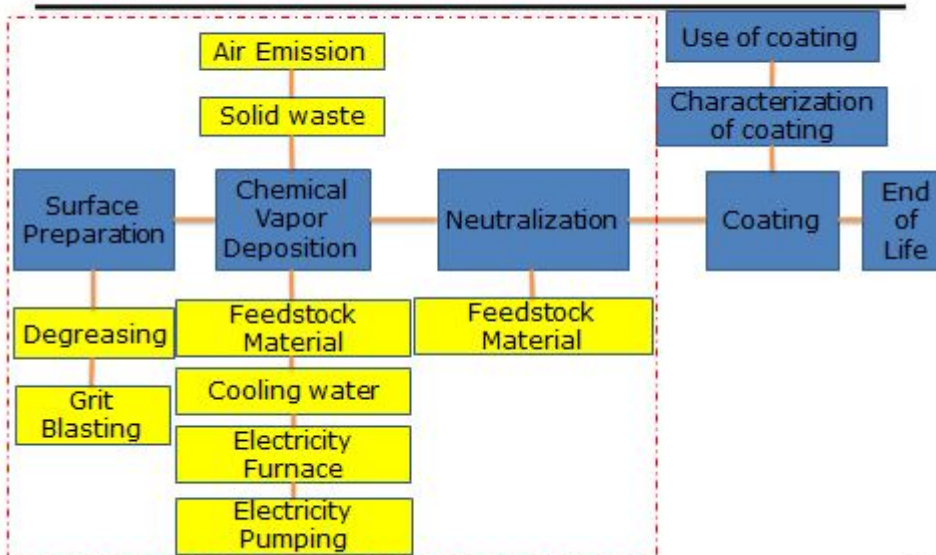 Air Emission
Solid waste
Use of coating
Characterization
of coating
Surface
Preparation
Chemical
Vapor
Deposition
Neutralization
Coating
End
of
Life
Degreasing
Grit
Blasting
Feedstock
Material
Cooling water
Electricity
Furnace
Electricity
Pumping
Feedstock
Material